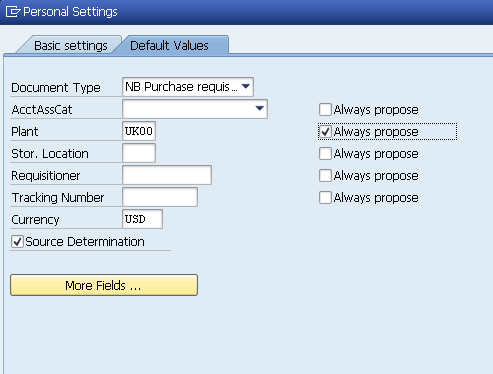 Personal Settings
Basic settings Default Values
Document Type NB Purchase requis...
AcctAssCat Always propose
Plant UK00 Always propose
Stor. Location Always propose
Requisitioner Always propose
Tracking Number Always propose
Currency USD
Source Determination
More Fields ...